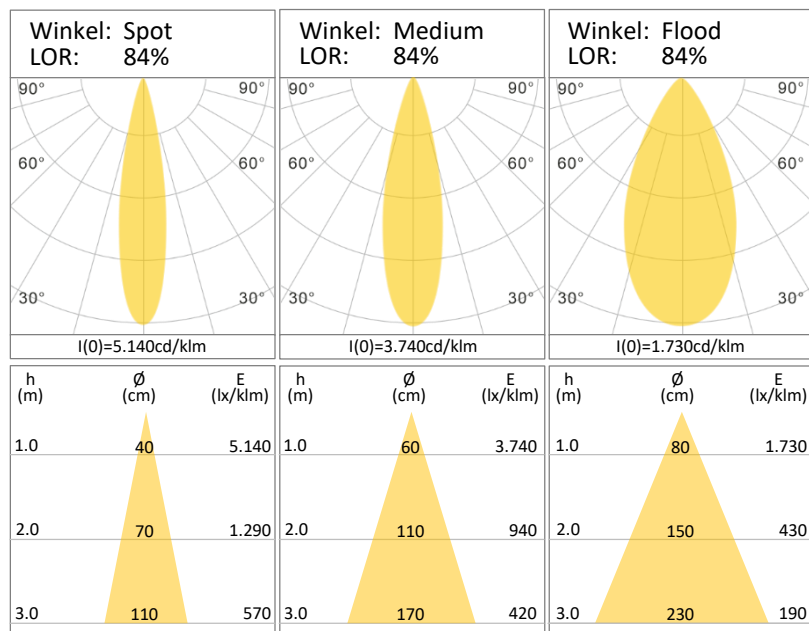 Winkel: Spot
LOR: 84%
90° 90°
60° 60°
30° 30°
I(0)=5.140cd/klm
h Ø E
(m) (cm) (lx/klm)
1.0 40 5.140
2.0 70 1.290
3.0 110 570
Winkel: Medium
LOR: 84%
90° 90°
60° 60°
30° 30°
I(0)=3.740cd/klm
h Ø E
(m) (cm) (lx/klm)
1.0 60 3.740
2.0 110 940
3.0 170 420
Winkel: Flood
LOR: 84%
90° 90°
60° 60°
30° 30°
I(0)=1.730cd/klm
h Ø E
(m) (cm) (lx/klm)
1.0 80 1.730
2.0 150 430
3.0 230 190